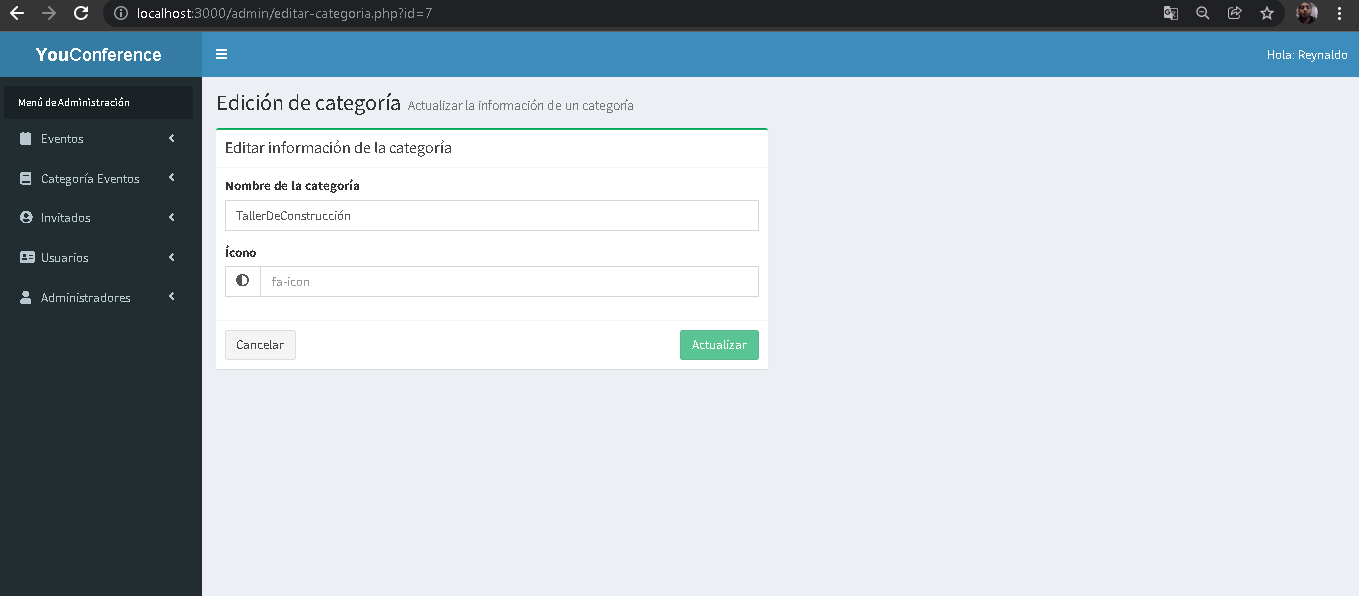 localhost:3000/admin/editar-categoria.php?id=7
YouConference
Hola: Reynaldo
Menú de Administración
Eventos
Categoría Eventos
Invitados
Usuarios
Administradores
Edición de categoría Actualizar la información de un categoría
Editar información de la categoría
Nombre de la categoría
TallerDeConstrucción
Ícono
fa-icon
Cancelar
Actualizar